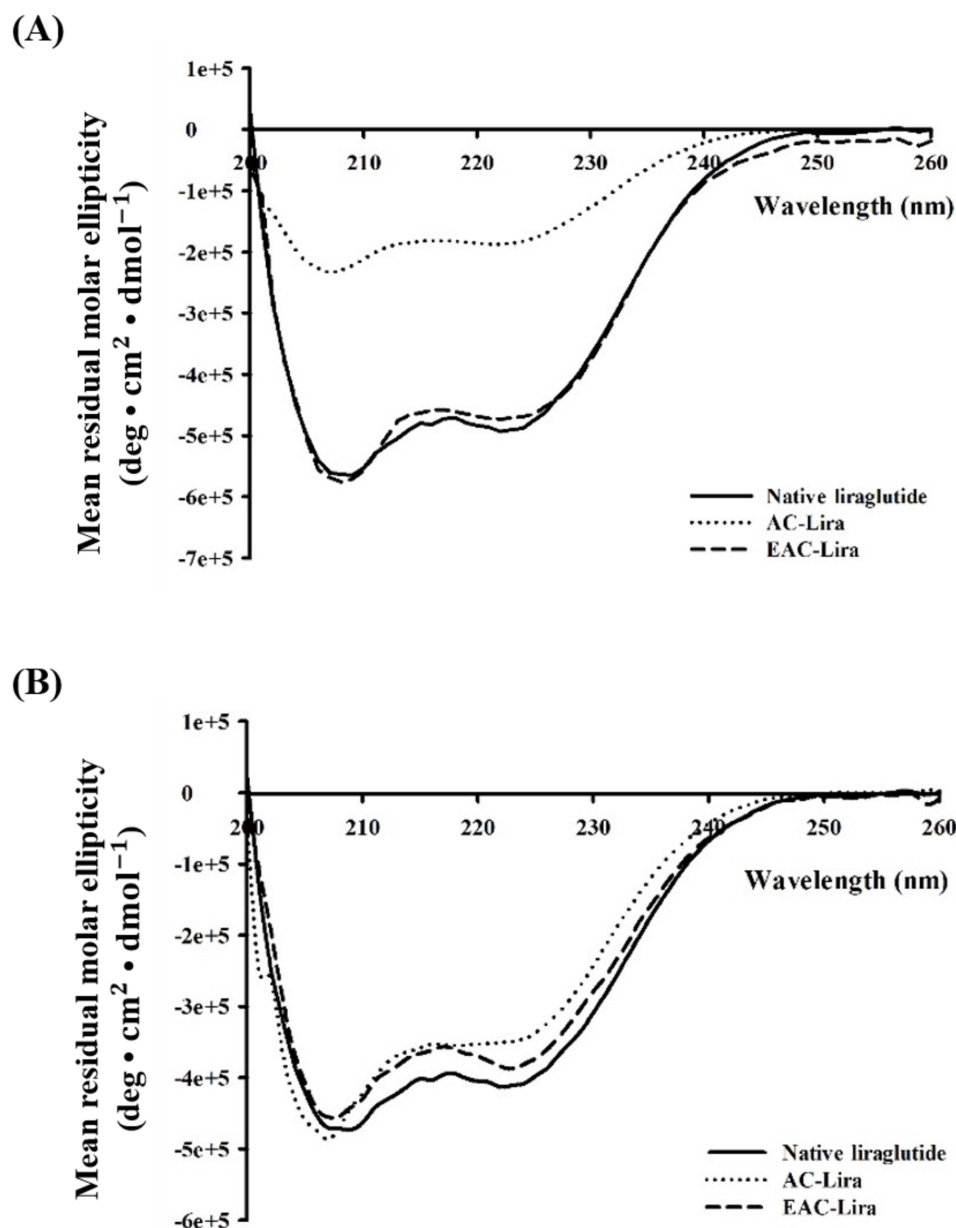 (A)
Mean residual molar ellipticity
(deg • cm² • dmol⁻¹)
1e+5
0
-1e+5
-2e+5
-3e+5
-4e+5
-5e+5
-6e+5
-7e+5
200 210 220 230 240 250 260
Wavelength (nm)
Native liraglutide
AC-Lira
EAC-Lira
(B)
Mean residual molar ellipticity
(deg • cm² • dmol⁻¹)
1e+5
0
-1e+5
-2e+5
-3e+5
-4e+5
-5e+5
-6e+5
200 210 220 230 240 250 260
Wavelength (nm)
Native liraglutide
AC-Lira
EAC-Lira